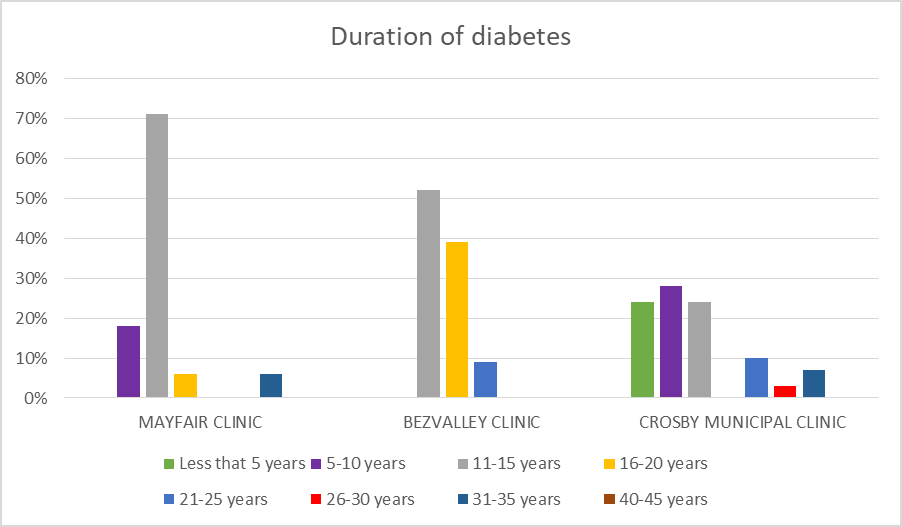 Duration of diabetes
80%
70%
60%
50%
40%
30%
20%
10%
0%
MAYFAIR CLINIC BEZVALLEY CLINIC CROSBY MUNICIPAL CLINIC
Less that 5 years 5-10 years 11-15 years 16-20 years
21-25 years 26-30 years 31-35 years 40-45 years